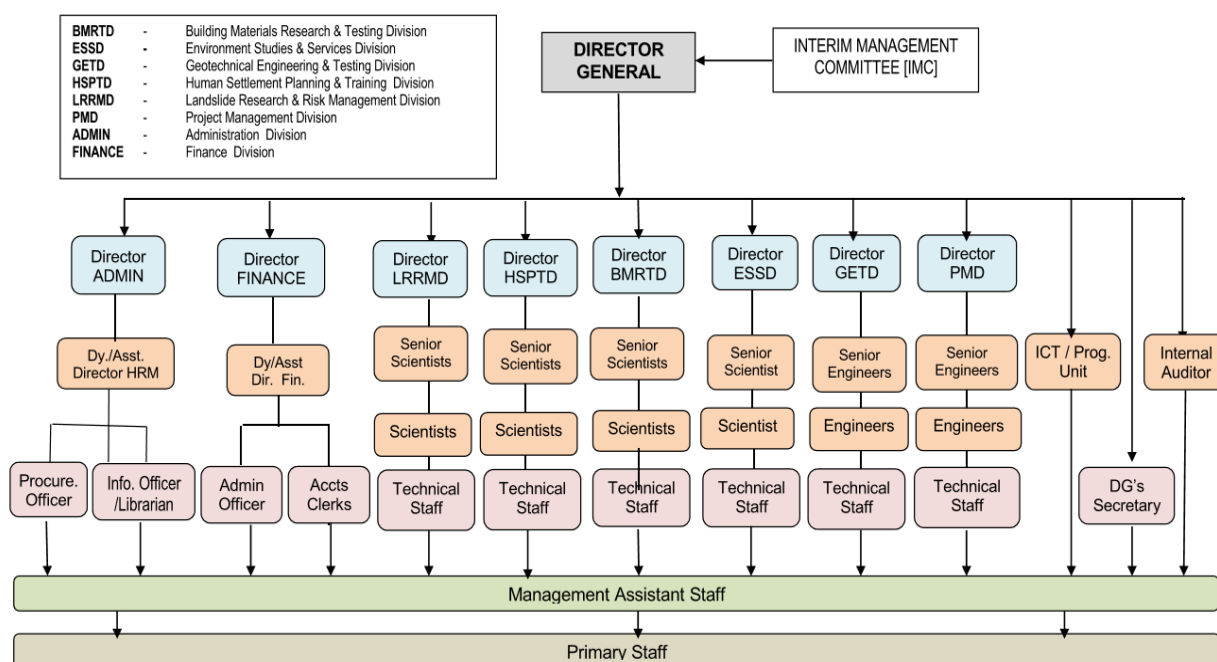 BMRTD - Building Materials Research & Testing Division
ESSD - Environment Studies & Services Division
GETD - Geotechnical Engineering & Testing Division
HSPTD - Human Settlement Planning & Training Division
LRRMD - Landslide Research & Risk Management Division
PMD - Project Management Division
ADMIN - Administration Division
FINANCE - Finance Division
DIRECTOR
GENERAL
INTERIM MANAGEMENT
COMMITTEE [IMC]
Director
ADMIN
Director
FINANCE
Director
LRRMD
Director
HSPTD
Director
BMRTD
Director
ESSD
Director
GETD
Director
PMD
Dy./Asst.
Director HRM
Dy/Asst
Dir. Fin.
Senior
Scientists
Senior
Scientists
Senior
Scientists
Senior
Scientist
Senior
Engineers
Senior
Engineers
ICT / Prog.
Unit
Internal
Auditor
Scientists
Scientists
Scientists
Scientist
Engineers
Engineers
Procure.
Officer
Info. Officer
/Librarian
Admin
Officer
Accts
Clerks
Technical
Staff
Technical
Staff
Technical
Staff
Technical
Staff
Technical
Staff
Technical
Staff
DG's
Secretary
Management Assistant Staff
Primary Staff